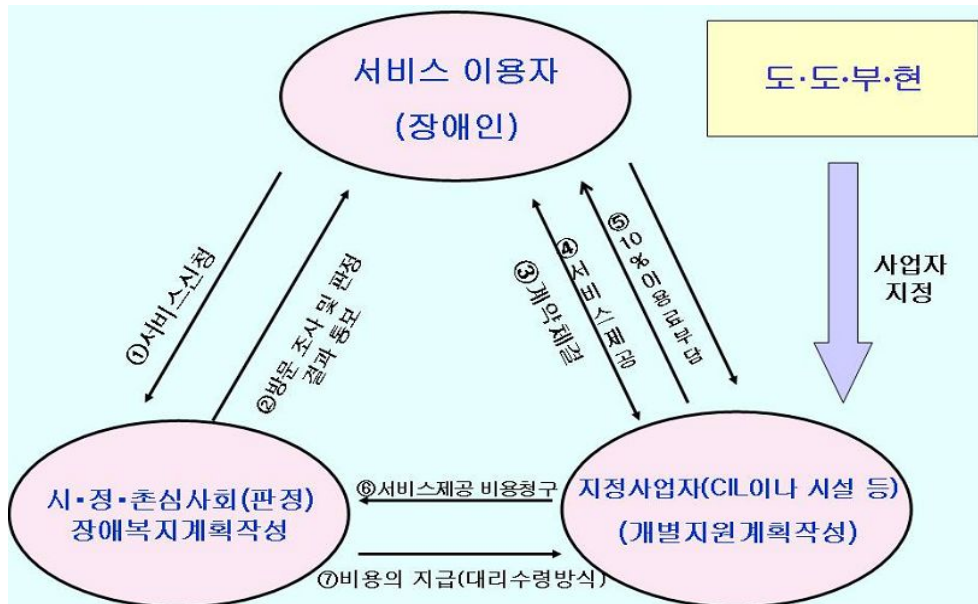 서비스 이용자
(장애인)
도·도·부·현
①서비스신청
②방문 조사 및 판정
결과 통보
③계약체결
④서비스제공
⑤10%이용료부담
사업자
지정
시·정·촌심사회(판정)
장애복지계획작성
⑥서비스제공 비용청구
지정사업자(CIL이나 시설 등)
(개별지원계획작성)
⑦비용의 지급(대리수령방식)